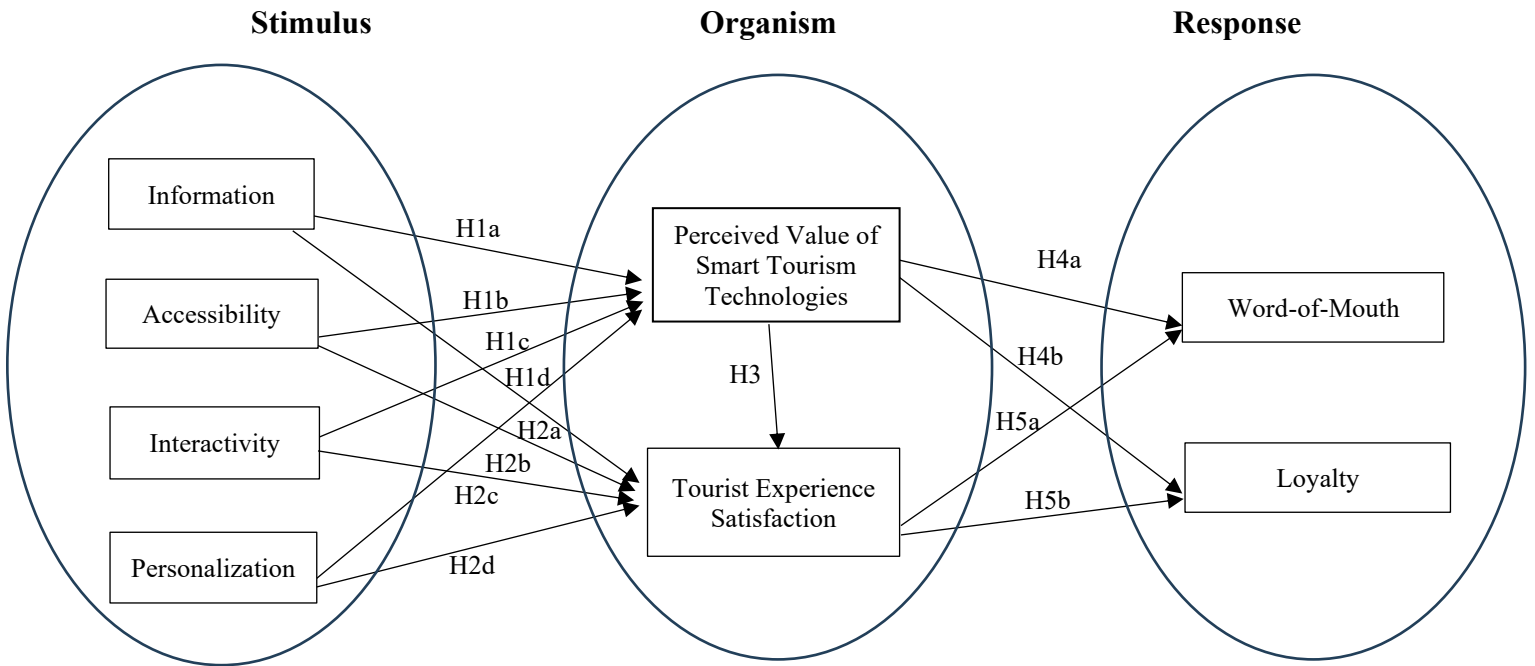 Stimulus
Organism
Response
Information
Accessibility
Interactivity
Personalization
H1a
H1b
H1c
H1d
H2a
H2b
H2c
H2d
Perceived Value of
Smart Tourism
Technologies
H3
Tourist Experience
Satisfaction
H4a
H4b
H5a
H5b
Word-of-Mouth
Loyalty